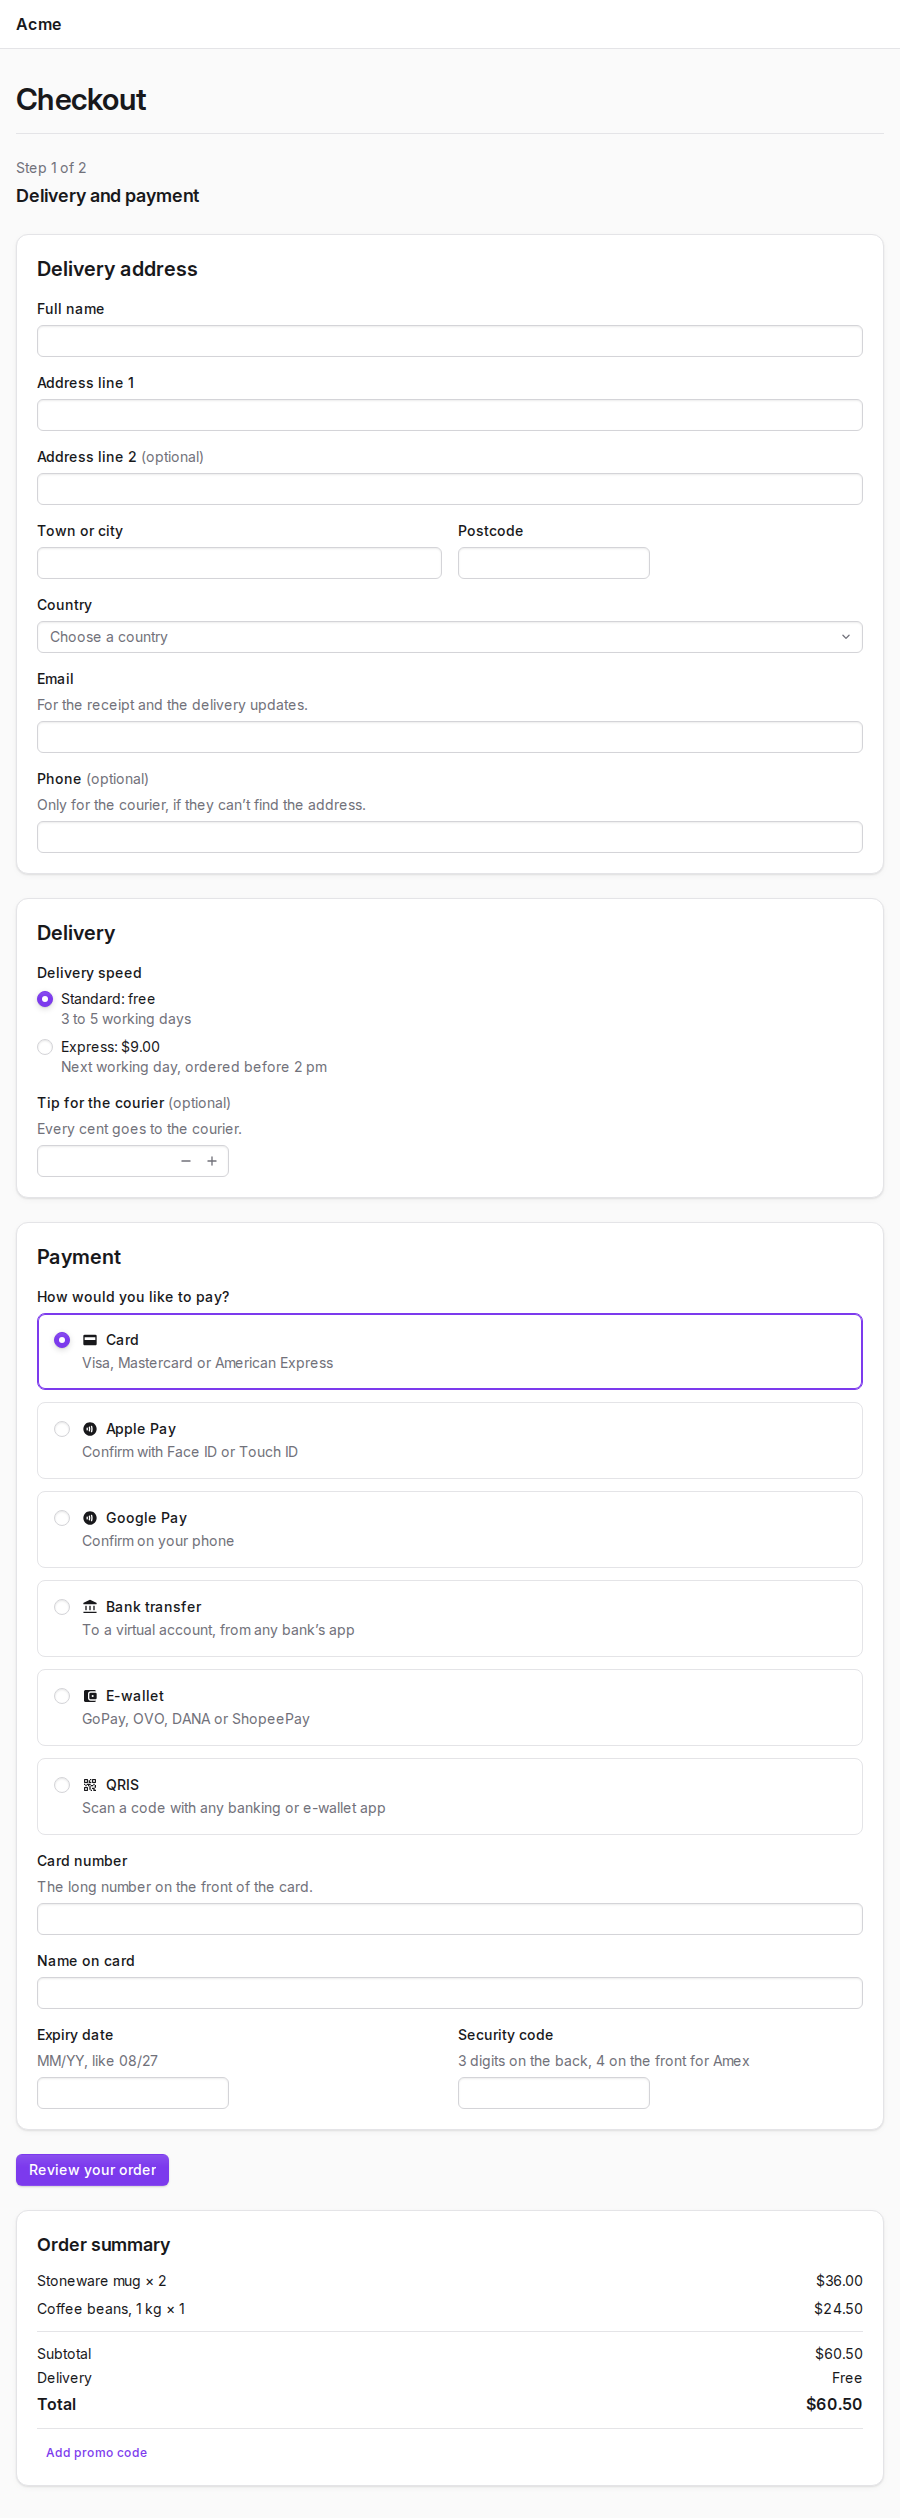 Acme
Checkout
Step 1 of 2
Delivery and payment
Delivery address
Full name
Address line 1
Address line 2 (optional)
Town or city
Postcode
Country
Choose a country
Email
For the receipt and the delivery updates.
Phone (optional)
Only for the courier, if they can’t find the address.
Delivery
Delivery speed
Standard: free
3 to 5 working days
Express: $9.00
Next working day, ordered before 2 pm
Tip for the courier (optional)
Every cent goes to the courier.
Payment
How would you like to pay?
Card
Visa, Mastercard or American Express
Apple Pay
Confirm with Face ID or Touch ID
Google Pay
Confirm on your phone
Bank transfer
To a virtual account, from any bank’s app
E-wallet
GoPay, OVO, DANA or ShopeePay
QRIS
Scan a code with any banking or e-wallet app
Card number
The long number on the front of the card.
Name on card
Expiry date
MM/YY, like 08/27
Security code
3 digits on the back, 4 on the front for Amex
Review your order
Order summary
Stoneware mug × 2 $36.00
Coffee beans, 1 kg × 1 $24.50
Subtotal $60.50
Delivery Free
Total $60.50
Add promo code